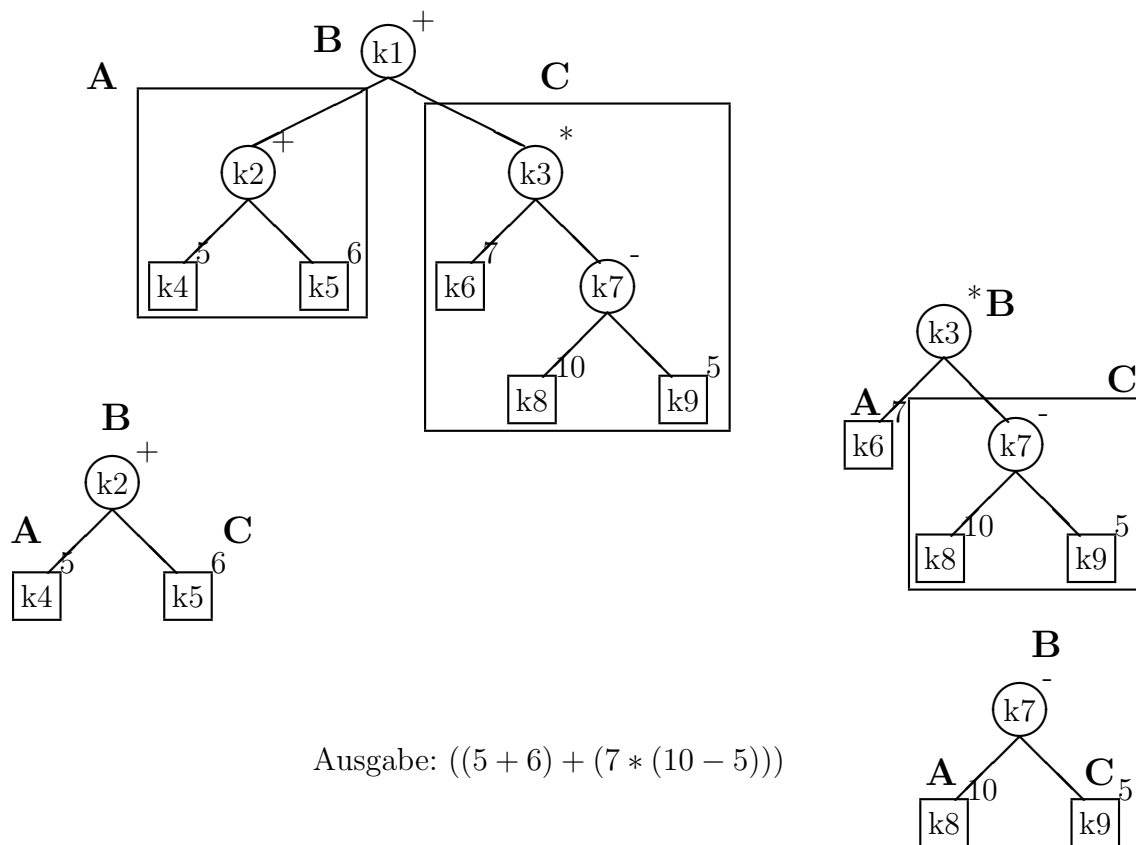 +
B k1
A C
+ *
k2 k3
5 6 7 -
k4 k5 k6 k7
* B
k3
10 5 C
k8 k9 A 7 -
B k6 k7
+
k2
A C 10 5
5 6 k8 k9
k4 k5
B
-
k7
Ausgabe: ((5 + 6) + (7 ∗ (10 − 5)))
A C
10 5
k8 k9